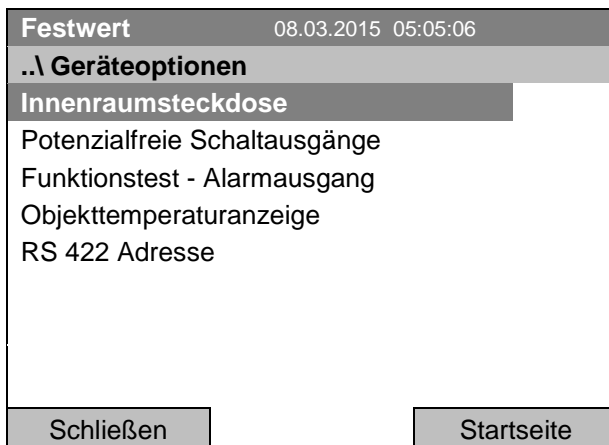 Festwert 08.03.2015 05:05:06
..\ Geräteoptionen
Innenraumsteckdose
Potenzialfreie Schaltausgänge
Funktionstest - Alarmausgang
Objekttemperaturanzeige
RS 422 Adresse
Schließen Startseite